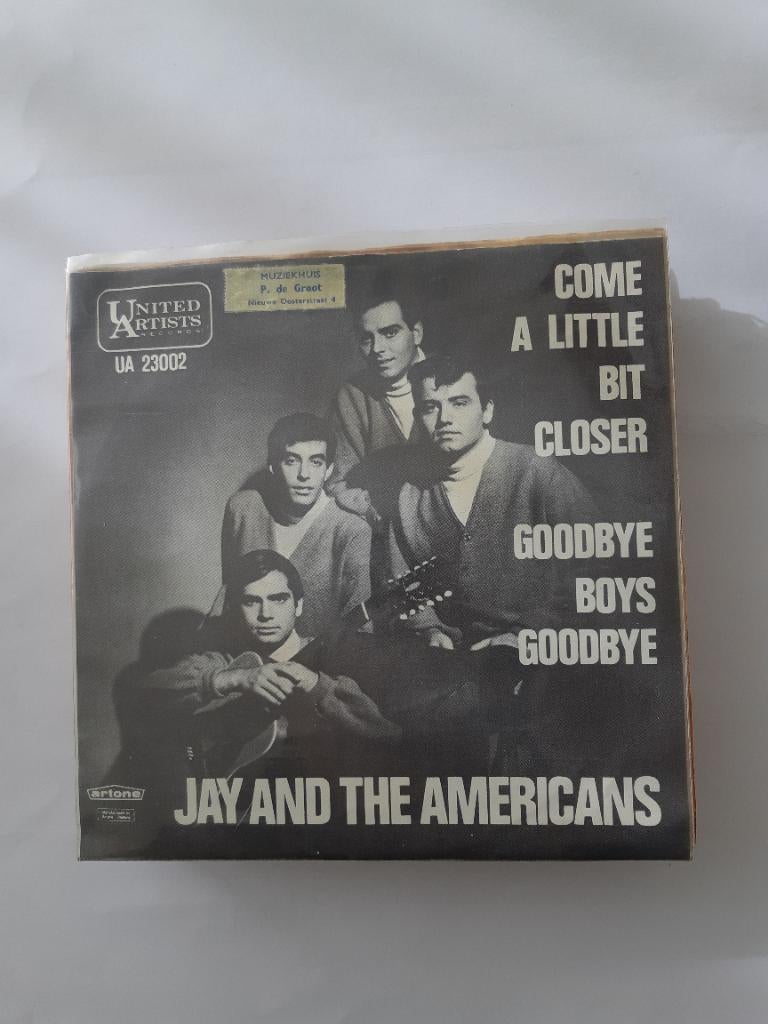 UNITED
ARTISTS
RECORDS
UA 23002
MUZIEKHUIS
P. de Groot
Nieuwe Oosterstraat 4
COME
A LITTLE
BIT
CLOSER
GOODBYE
BOYS
GOODBYE
artone
JAY AND THE AMERICANS